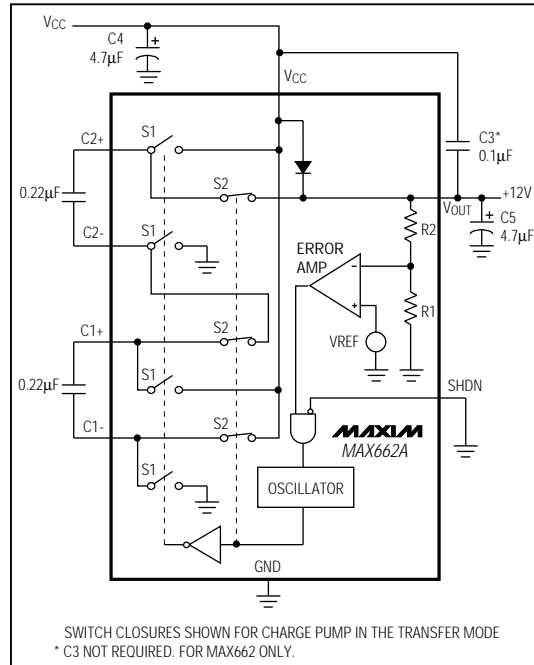 VCC
C4
4.7µF
VCC
C2+
S1
C3*
0.1µF
0.22µF
S2
+12V
VOUT
C2-
S1
R2
C5
4.7µF
ERROR
AMP
-
+
C1+
S2
R1
VREF
0.22µF
S1
SHDN
C1-
S2
MAXIM
MAX662A
S1
OSCILLATOR
GND
SWITCH CLOSURES SHOWN FOR CHARGE PUMP IN THE TRANSFER MODE
* C3 NOT REQUIRED. FOR MAX662 ONLY.